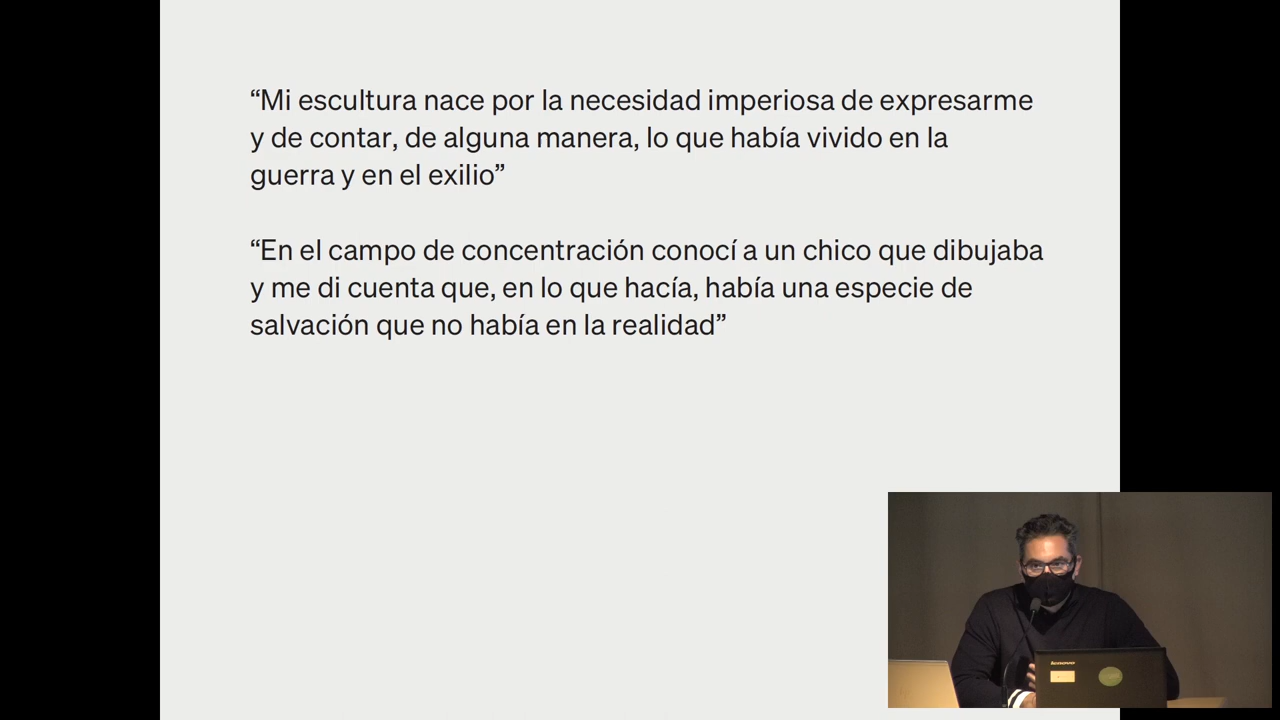 “Mi escultura nace por la necesidad imperiosa de expresarme
y de contar, de alguna manera, lo que había vivido en la
guerra y en el exilio”
“En el campo de concentración conocí a un chico que dibujaba
y me di cuenta que, en lo que hacía, había una especie de
salvación que no había en la realidad”
lenovo